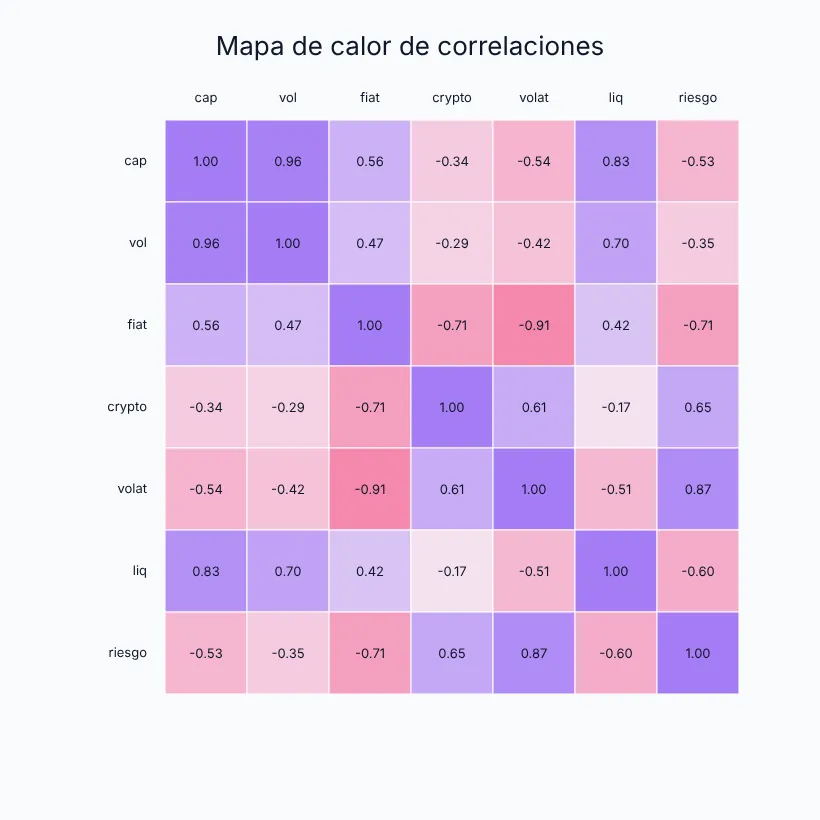 Mapa de calor de correlaciones
cap vol fiat crypto volat liq riesgo
cap 1.00 0.96 0.56 -0.34 -0.54 0.83 -0.53
vol 0.96 1.00 0.47 -0.29 -0.42 0.70 -0.35
fiat 0.56 0.47 1.00 -0.71 -0.91 0.42 -0.71
crypto -0.34 -0.29 -0.71 1.00 0.61 -0.17 0.65
volat -0.54 -0.42 -0.91 0.61 1.00 -0.51 0.87
liq 0.83 0.70 0.42 -0.17 -0.51 1.00 -0.60
riesgo -0.53 -0.35 -0.71 0.65 0.87 -0.60 1.00